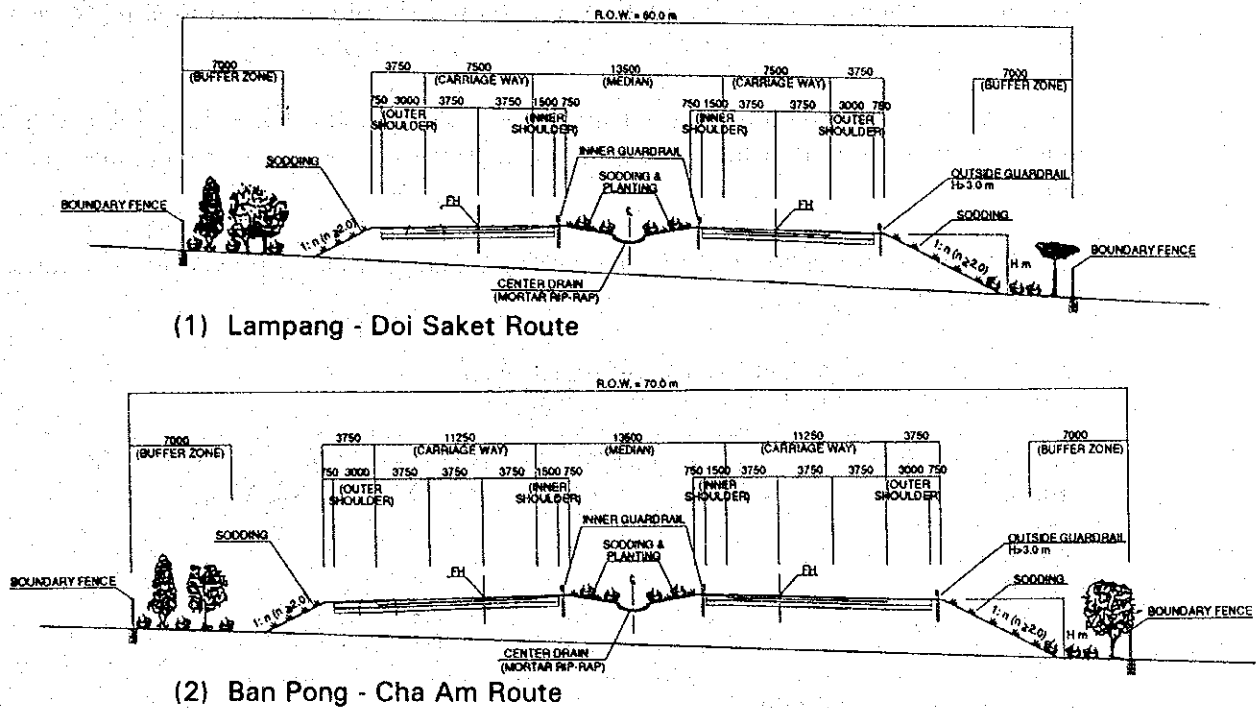 R.O.W. = 60.0 m
7000
(BUFFER ZONE)
3750 7500 13500 7500 3750
(CARRIAGE WAY) (MEDIAN) (CARRIAGE WAY)
7000
(BUFFER ZONE)
750 3000 3750 3750 1500 750
750 1500 3750 3750 3000 750
(OUTER SHOULDER)
(INNER SHOULDER)
(INNER SHOULDER)
(OUTER SHOULDER)
SODDING
INNER GUARDRAIL
SODDING & PLANTING
OUTSIDE GUARDRAIL
H>3.0 m
SODDING
BOUNDARY FENCE
FH
FH
BOUNDARY FENCE
1: n (n≥2.0)
1: n (n≥2.0)
H m
CENTER DRAIN
(MORTAR RIP-RAP)
(1) Lampang - Doi Saket Route
R.O.W. = 70.0 m
7000
(BUFFER ZONE)
3750 11250 13500 11250 3750
(CARRIAGE WAY) (MEDIAN) (CARRIAGE WAY)
7000
(BUFFER ZONE)
750 3000 3750 3750 3750 1500 750
750 1500 3750 3750 3750 3000 750
(OUTER SHOULDER)
(INNER SHOULDER)
(INNER SHOULDER)
(OUTER SHOULDER)
SODDING
INNER GUARDRAIL
SODDING & PLANTING
OUTSIDE GUARDRAIL
H>3.0 m
SODDING
BOUNDARY FENCE
FH
FH
BOUNDARY FENCE
1: n (n≥2.0)
1: n (n≥2.0)
H m
CENTER DRAIN
(MORTAR RIP-RAP)
(2) Ban Pong - Cha Am Route